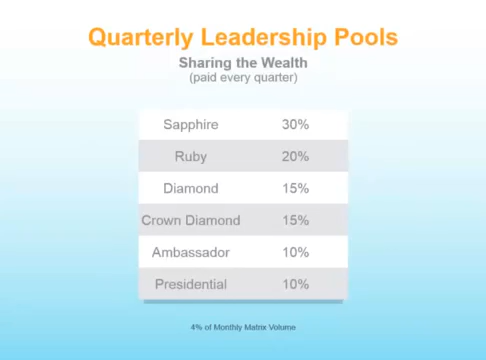 Quarterly Leadership Pools
Sharing the Wealth
(paid every quarter)
Sapphire 30%
Ruby 20%
Diamond 15%
Crown Diamond 15%
Ambassador 10%
Presidential 10%
4% of Monthly Matrix Volume